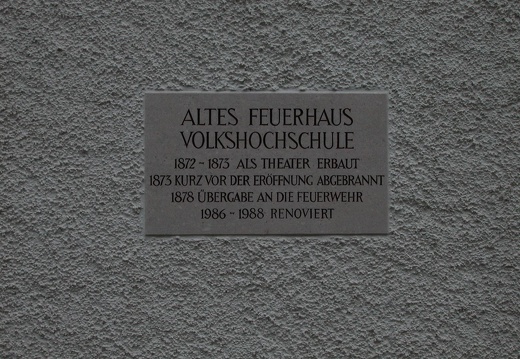 ALTES FEUERHAUS
VOLKSHOCHSCHULE
1872 - 1873 ALS THEATER ERBAUT
1873 KURZ VOR DER ERÖFFNUNG ABGEBRANNT
1878 ÜBERGABE AN DIE FEUERWEHR
1986 - 1988 RENOVIERT